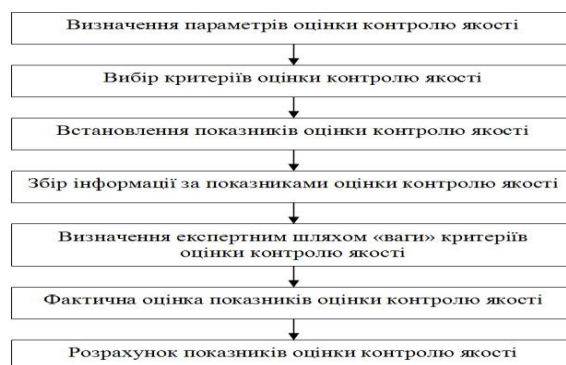 Визначення параметрів оцінки контролю якості
Вибір критеріїв оцінки контролю якості
Встановлення показників оцінки контролю якості
Збір інформації за показниками оцінки контролю якості
Визначення експертним шляхом «ваги» критеріїв
оцінки контролю якості
Фактична оцінка показників оцінки контролю якості
Розрахунок показників оцінки контролю якості